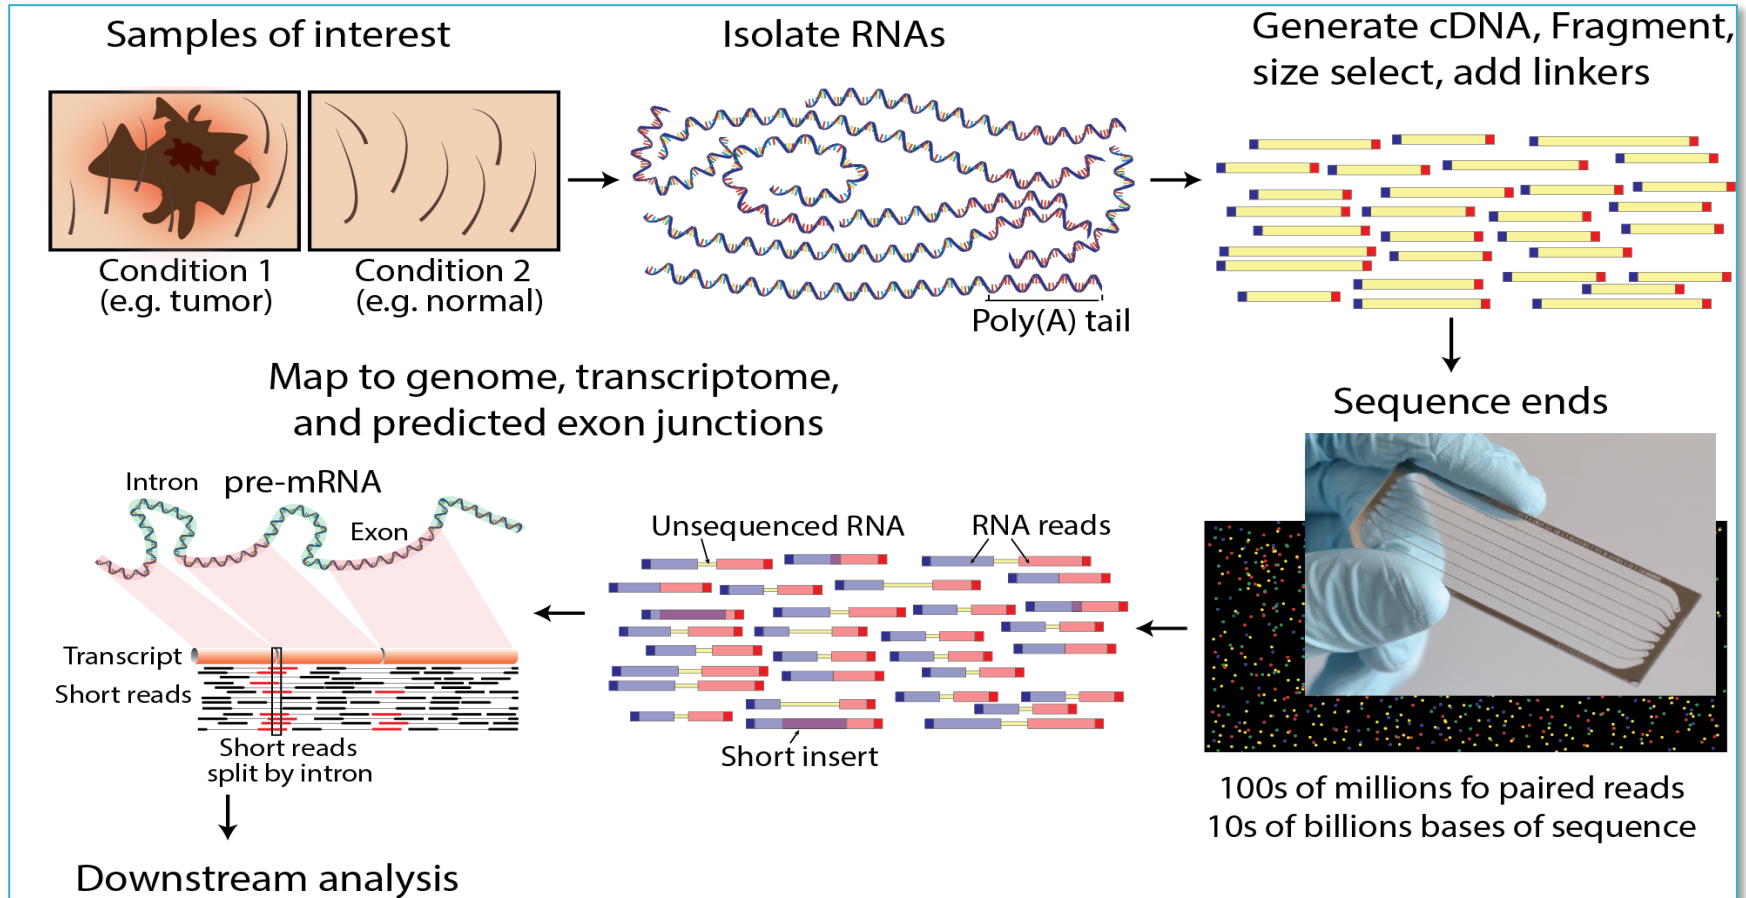 Samples of interest
Condition 1
(e.g. tumor)
Condition 2
(e.g. normal)
Isolate RNAs
Poly(A) tail
Generate cDNA, Fragment,
size select, add linkers
Sequence ends
100s of millions fo paired reads
10s of billions bases of sequence
Unsequenced RNA
RNA reads
Short insert
Map to genome, transcriptome,
and predicted exon junctions
Intron
pre-mRNA
Exon
Transcript
Short reads
Short reads
split by intron
Downstream analysis